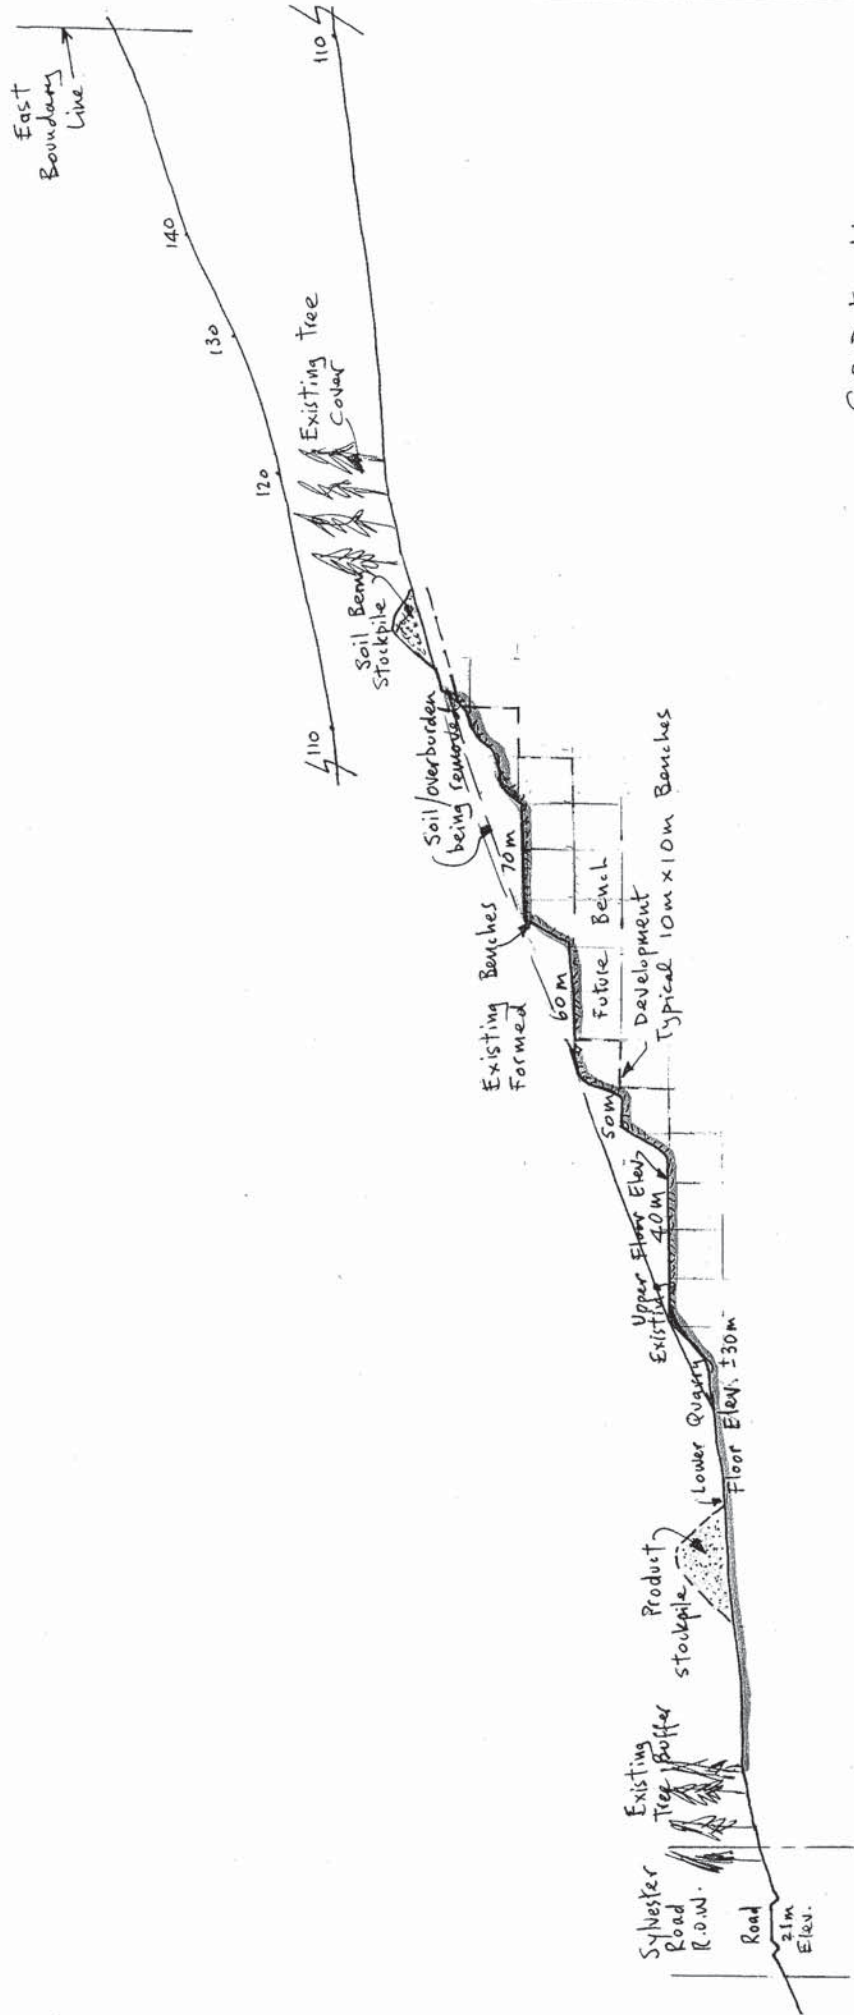 East
Boundary
Line
140
130
120
110
110
Existing Tree
Cover
Soil Berm
Stockpile
Soil/overburden
being removed
70m
Existing Benches
Formed
60m
Future Bench
Development
Typical 10m x 10m Benches
50m
Upper Floor Elev
Existing
40m
Lower Quarry
Floor Elev. ±30m
Product
stockpile
Existing
Tree Buffer
Sylvester
Road
R.O.W.
Road
21m
Elev.